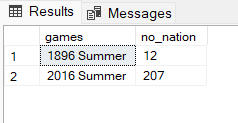 Results Messages
games no_nation
1 1896 Summer 12
2 2016 Summer 207